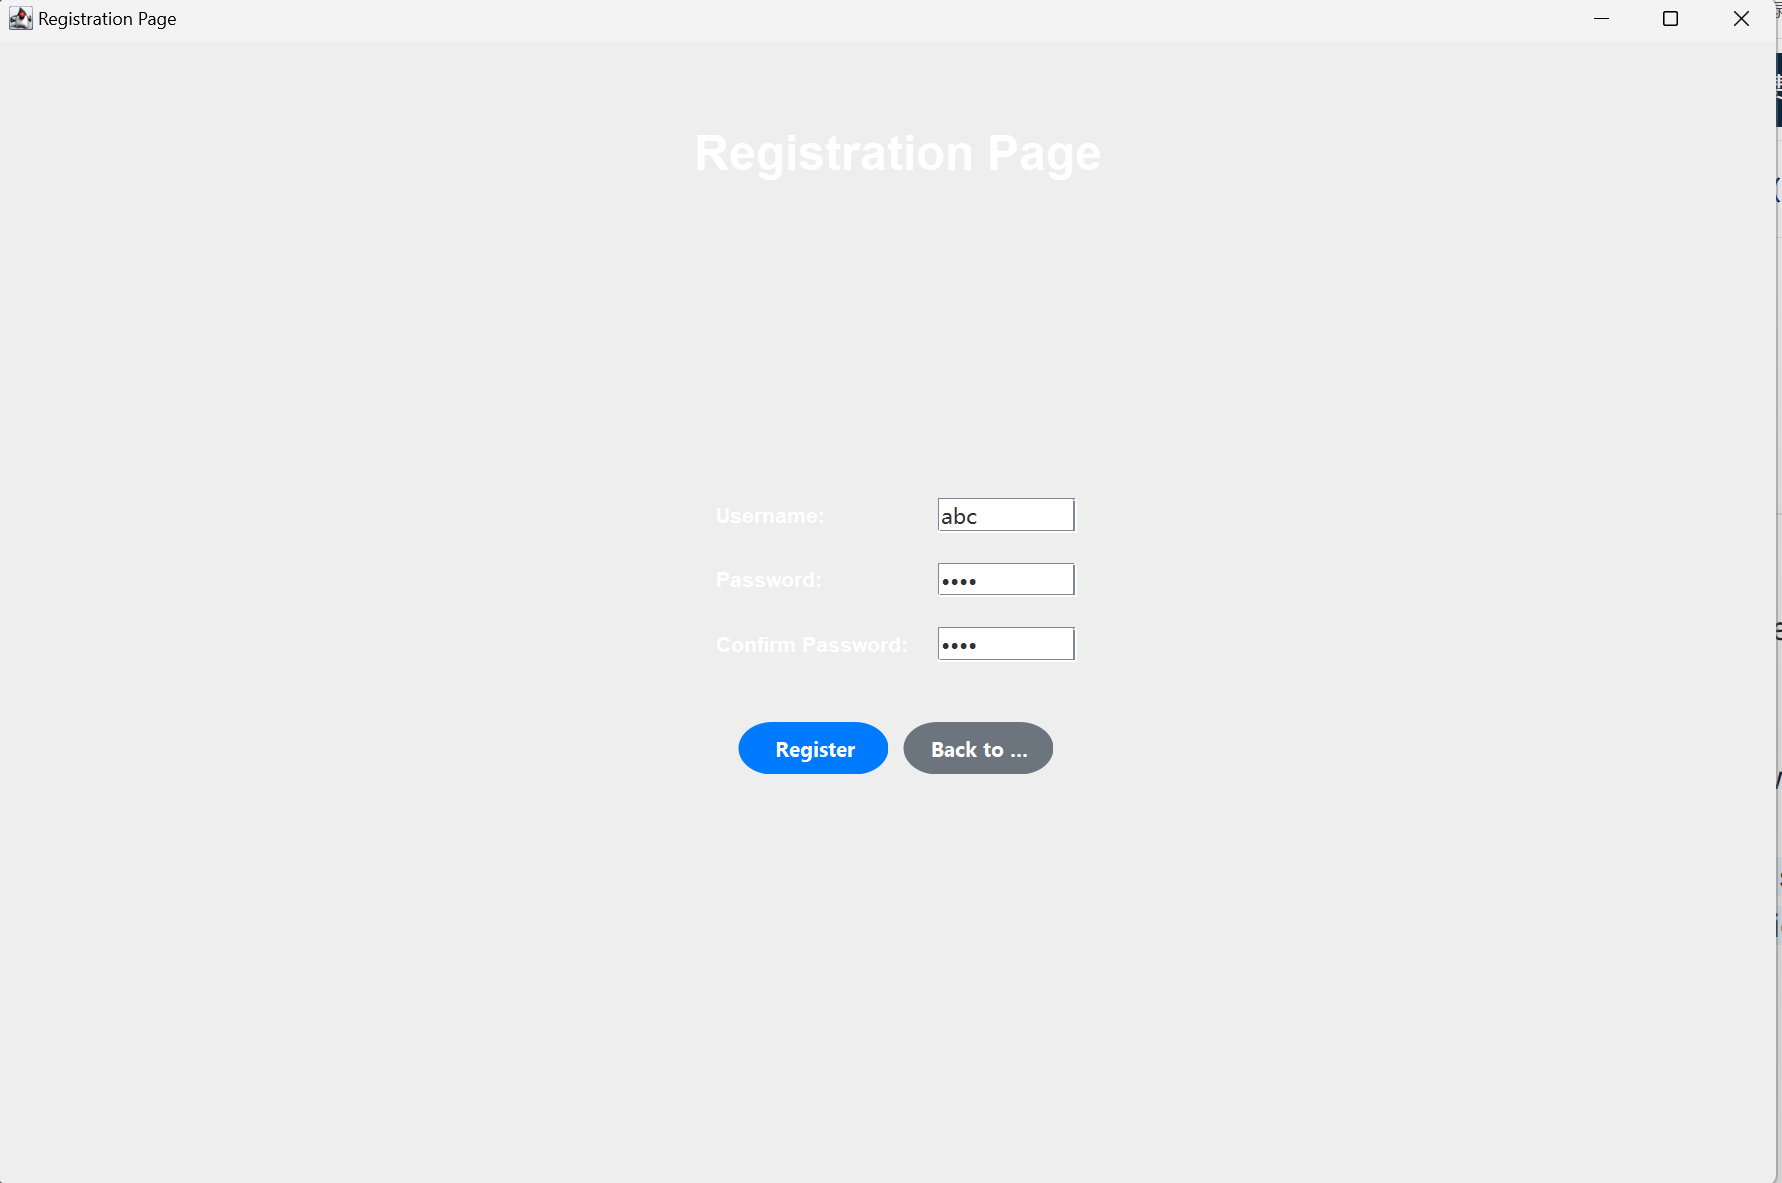 Registration Page
Registration Page
Username: abc
Password: ••••
Confirm Password: ••••
Register Back to ...